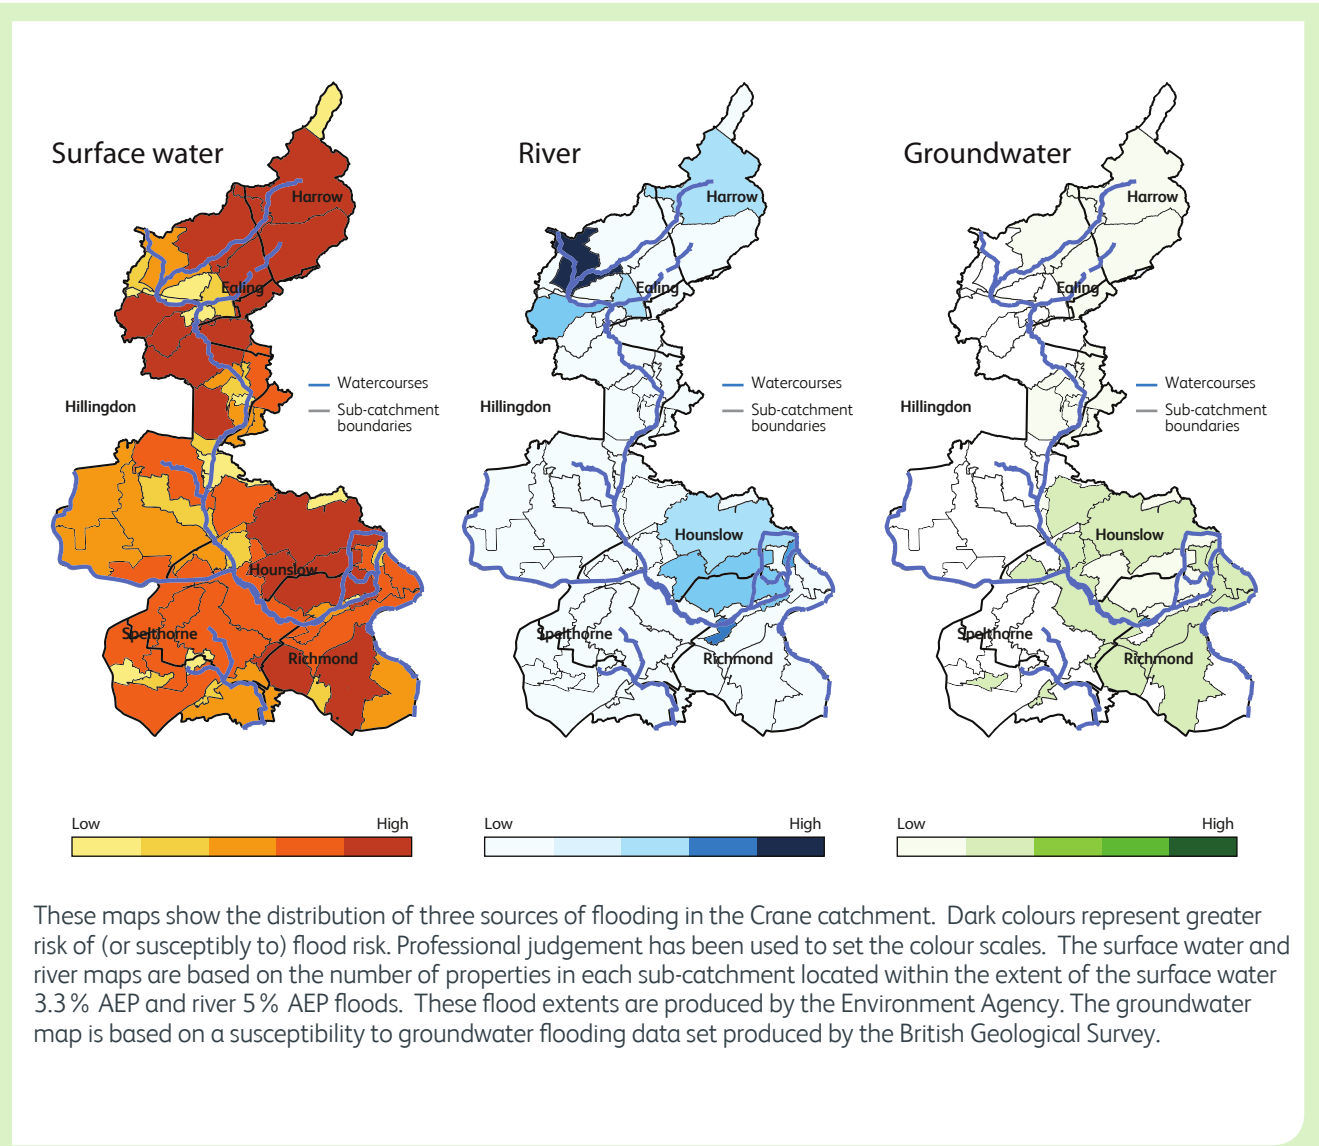 Surface water
River
Groundwater
Harrow
Harrow
Harrow
Ealing
Ealing
Ealing
Watercourses
Watercourses
Watercourses
Hillingdon
Sub-catchment
boundaries
Hillingdon
Sub-catchment
boundaries
Hillingdon
Sub-catchment
boundaries
Hounslow
Hounslow
Hounslow
Spelthorne
Spelthorne
Spelthorne
Richmond
Richmond
Richmond
Low High
Low High
Low High
These maps show the distribution of three sources of flooding in the Crane catchment. Dark colours represent greater
risk of (or susceptibly to) flood risk. Professional judgement has been used to set the colour scales. The surface water and
river maps are based on the number of properties in each sub-catchment located within the extent of the surface water
3.3% AEP and river 5% AEP floods. These flood extents are produced by the Environment Agency. The groundwater
map is based on a susceptibility to groundwater flooding data set produced by the British Geological Survey.